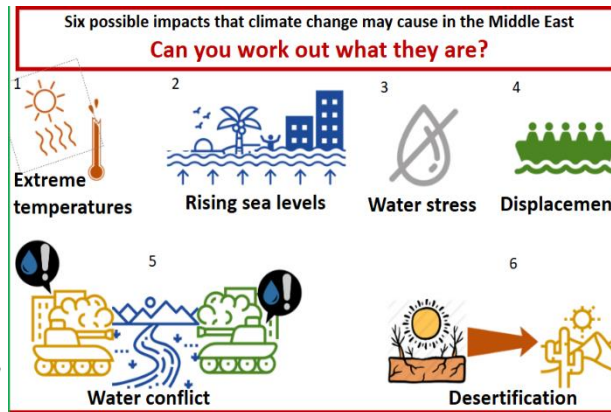 Six possible impacts that climate change may cause in the Middle East
Can you work out what they are?
1
2
3
4
Extreme
temperatures
Rising sea levels
Water stress
Displacemen
5
6
! 
!
Water conflict
Desertification